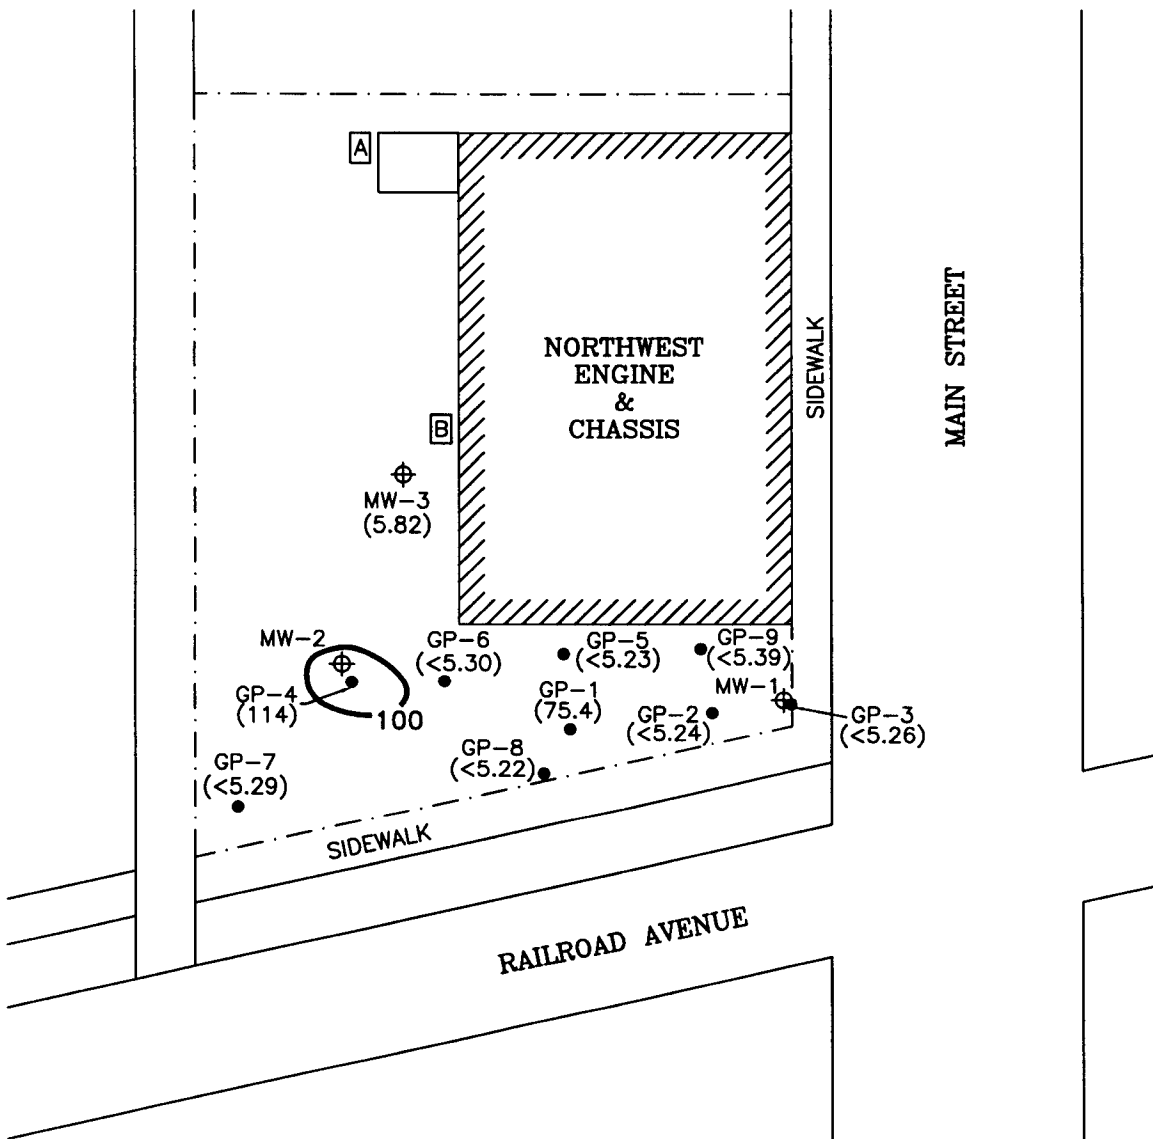 A
NORTHWEST
ENGINE
&
CHASSIS
SIDEWALK
MAIN STREET
B
MW-3
(5.82)
MW-2
GP-6
(<5.30)
GP-5
(<5.23)
GP-9
(<5.39)
GP-4
(114)
100
GP-1
(75.4)
MW-1
GP-2
(<5.24)
GP-3
(<5.26)
GP-8
(<5.22)
GP-7
(<5.29)
SIDEWALK
RAILROAD AVENUE